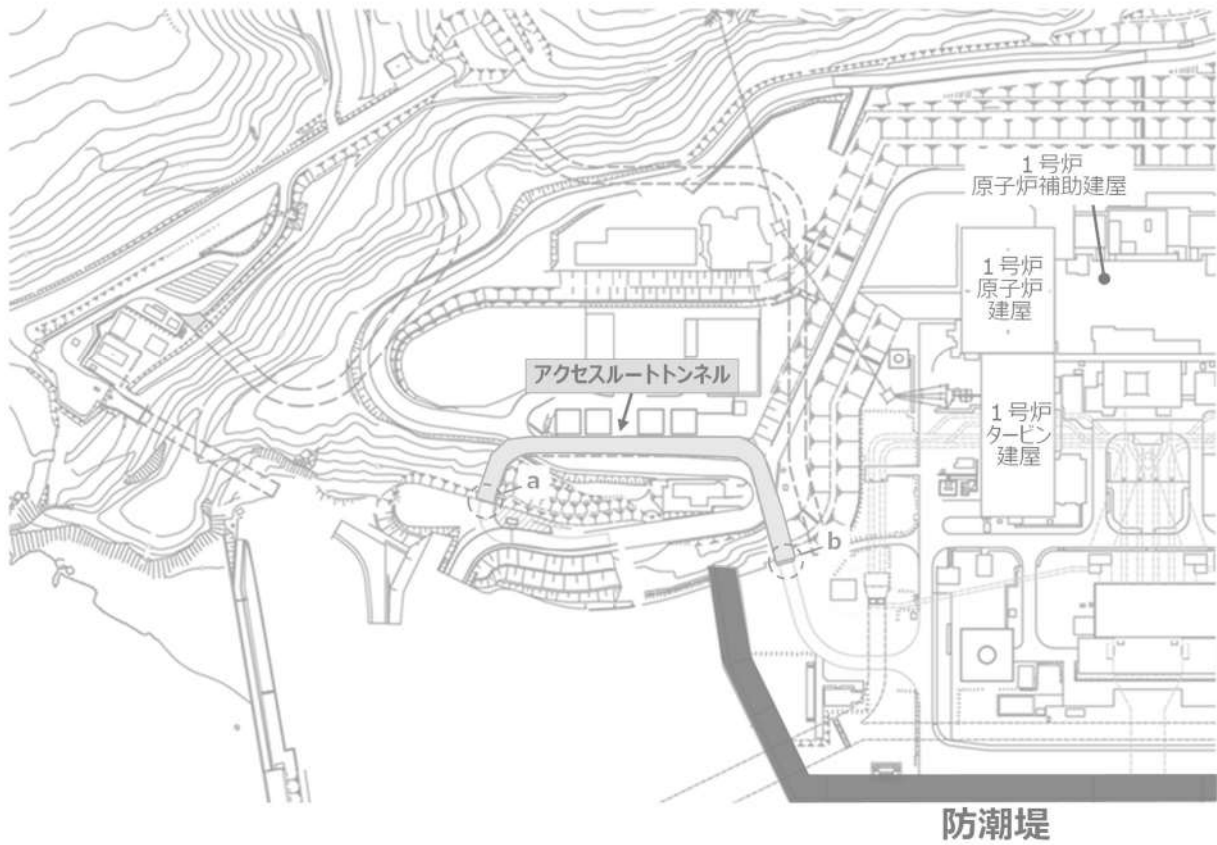 1号炉
原子炉補助建屋
1号炉
原子炉
建屋
アクセスルートトンネル
1号炉
タービン
建屋
a
b
防潮堤